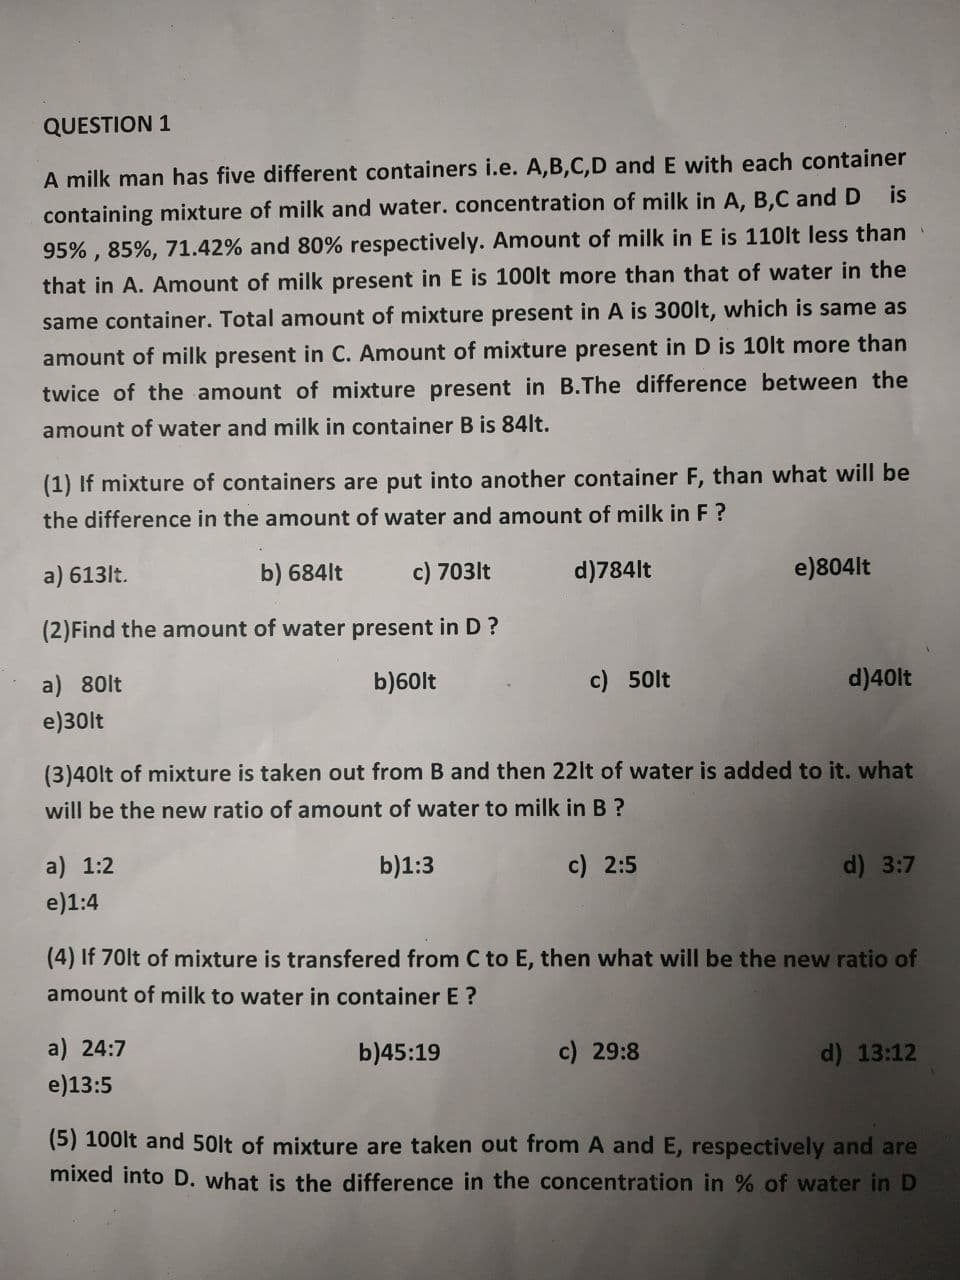 QUESTION 1
A milk man has five different containers i.e. A,B,C,D and E with each container
containing mixture of milk and water. concentration of milk in A, B,C and D is
95% , 85%, 71.42% and 80% respectively. Amount of milk in E is 110lt less than
that in A. Amount of milk present in E is 100lt more than that of water in the
same container. Total amount of mixture present in A is 300lt, which is same as
amount of milk present in C. Amount of mixture present in D is 10lt more than
twice of the amount of mixture present in B.The difference between the
amount of water and milk in container B is 84lt.
(1) If mixture of containers are put into another container F, than what will be
the difference in the amount of water and amount of milk in F ?
a) 613lt. b) 684lt c) 703lt d)784lt e)804lt
(2)Find the amount of water present in D ?
a) 80lt b)60lt c) 50lt d)40lt
e)30lt
(3)40lt of mixture is taken out from B and then 22lt of water is added to it. what
will be the new ratio of amount of water to milk in B ?
a) 1:2 b)1:3 c) 2:5 d) 3:7
e)1:4
(4) If 70lt of mixture is transfered from C to E, then what will be the new ratio of
amount of milk to water in container E ?
a) 24:7 b)45:19 c) 29:8 d) 13:12
e)13:5
(5) 100lt and 50lt of mixture are taken out from A and E, respectively and are
mixed into D. what is the difference in the concentration in % of water in D